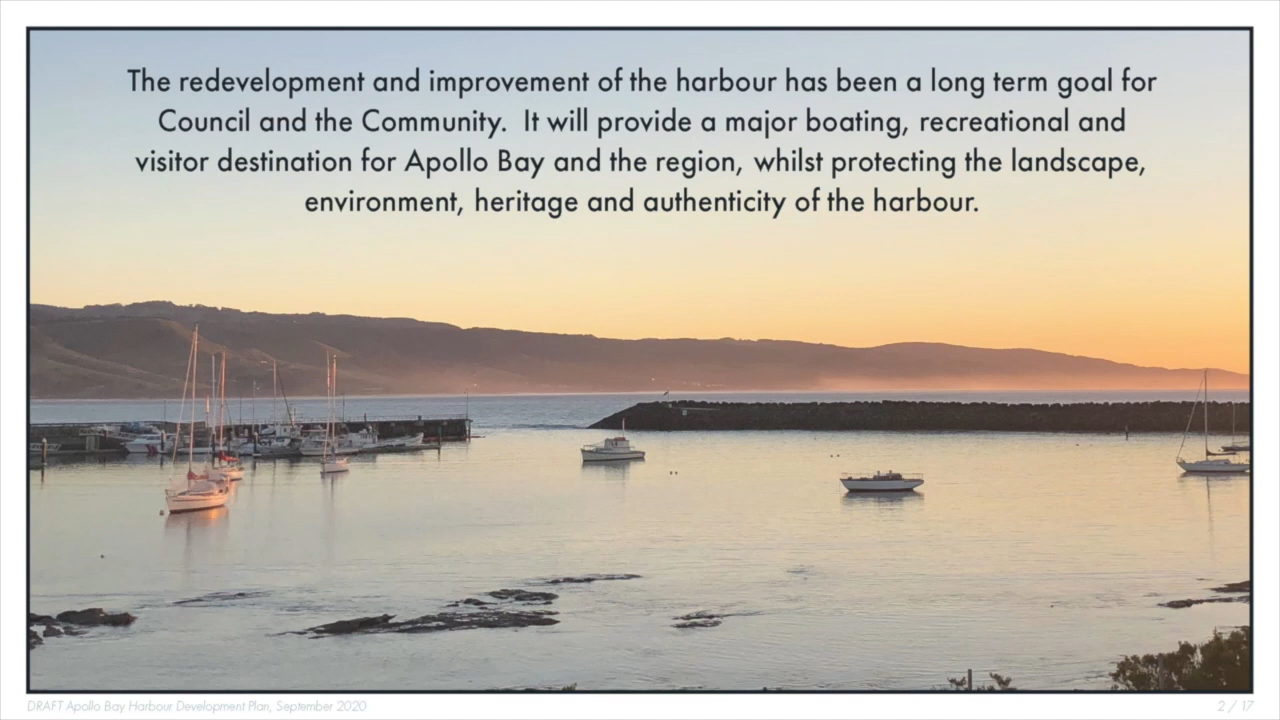 The redevelopment and improvement of the harbour has been a long term goal for
Council and the Community.  It will provide a major boating, recreational and
visitor destination for Apollo Bay and the region, whilst protecting the landscape,
environment, heritage and authenticity of the harbour.
DRAFT Apollo Bay Harbour Development Plan, September 2020
2 / 17